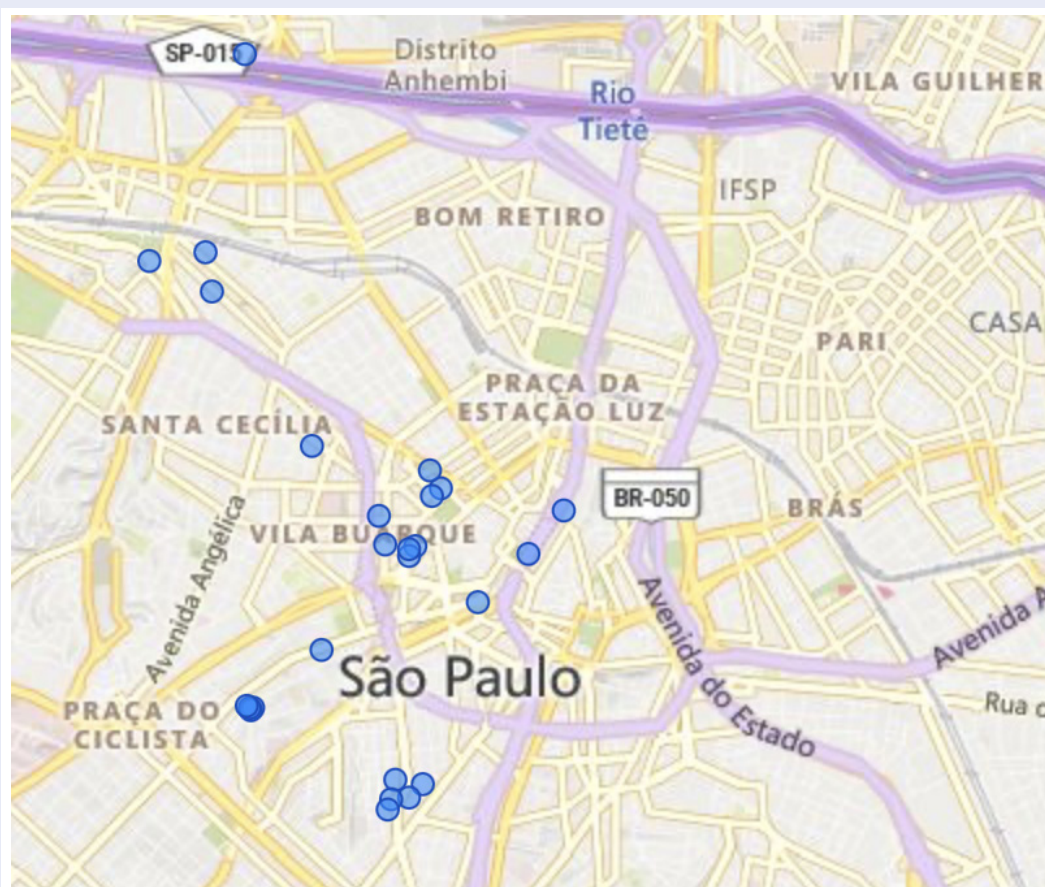 SP-015
Distrito
Anhembi
Rio
Tietê
VILA GUILHER
IFSP
BOM RETIRO
CASA
PARI
PRAÇA DA
ESTAÇÃO LUZ
SANTA CECÍLIA
BR-050
BRÁS
VILA BUARQUE
Avenida Angélica
Avenida do Estado
Avenida A
São Paulo
Rua
PRAÇA DO
CICLISTA